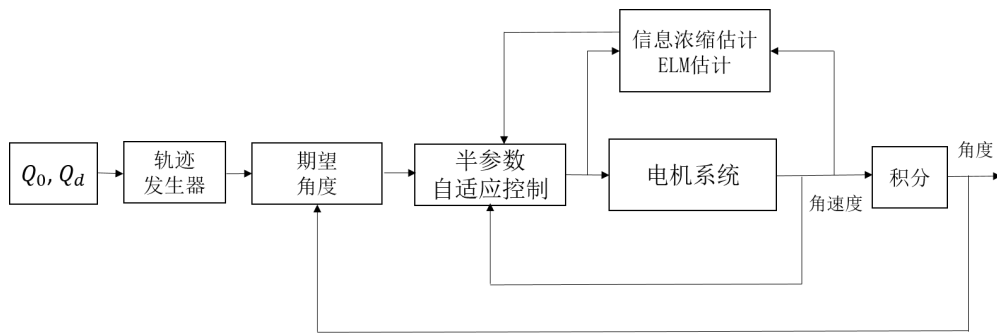 信息浓缩估计
ELM估计
Q₀, Q_d
轨迹
发生器
期望
角度
半参数
自适应控制
电机系统
角速度
积分
角度